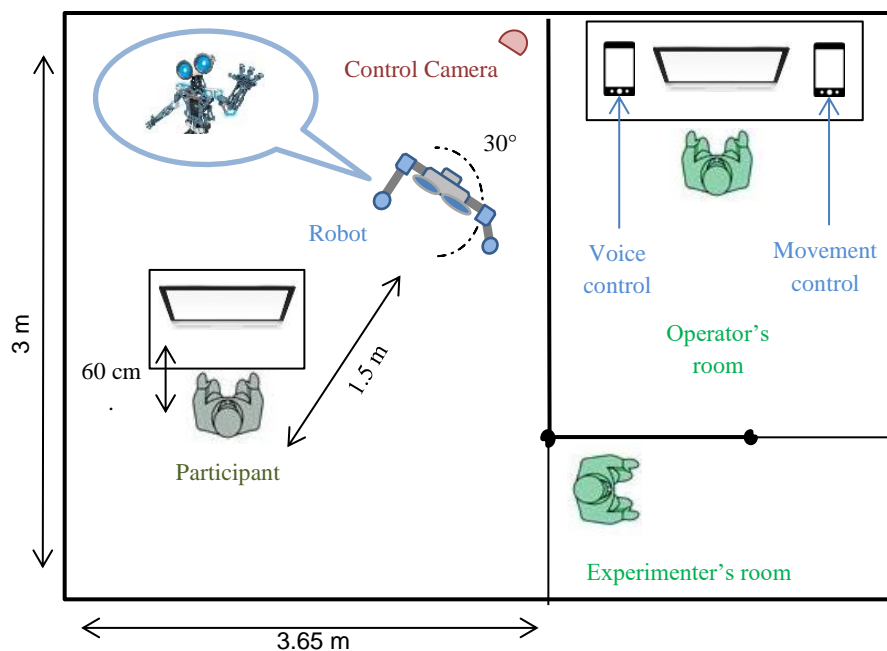 Control Camera
30°
Robot
Voice
control
Movement
control
Operator's
room
3 m
60 cm
.
1.5 m
Participant
Experimenter's room
3.65 m